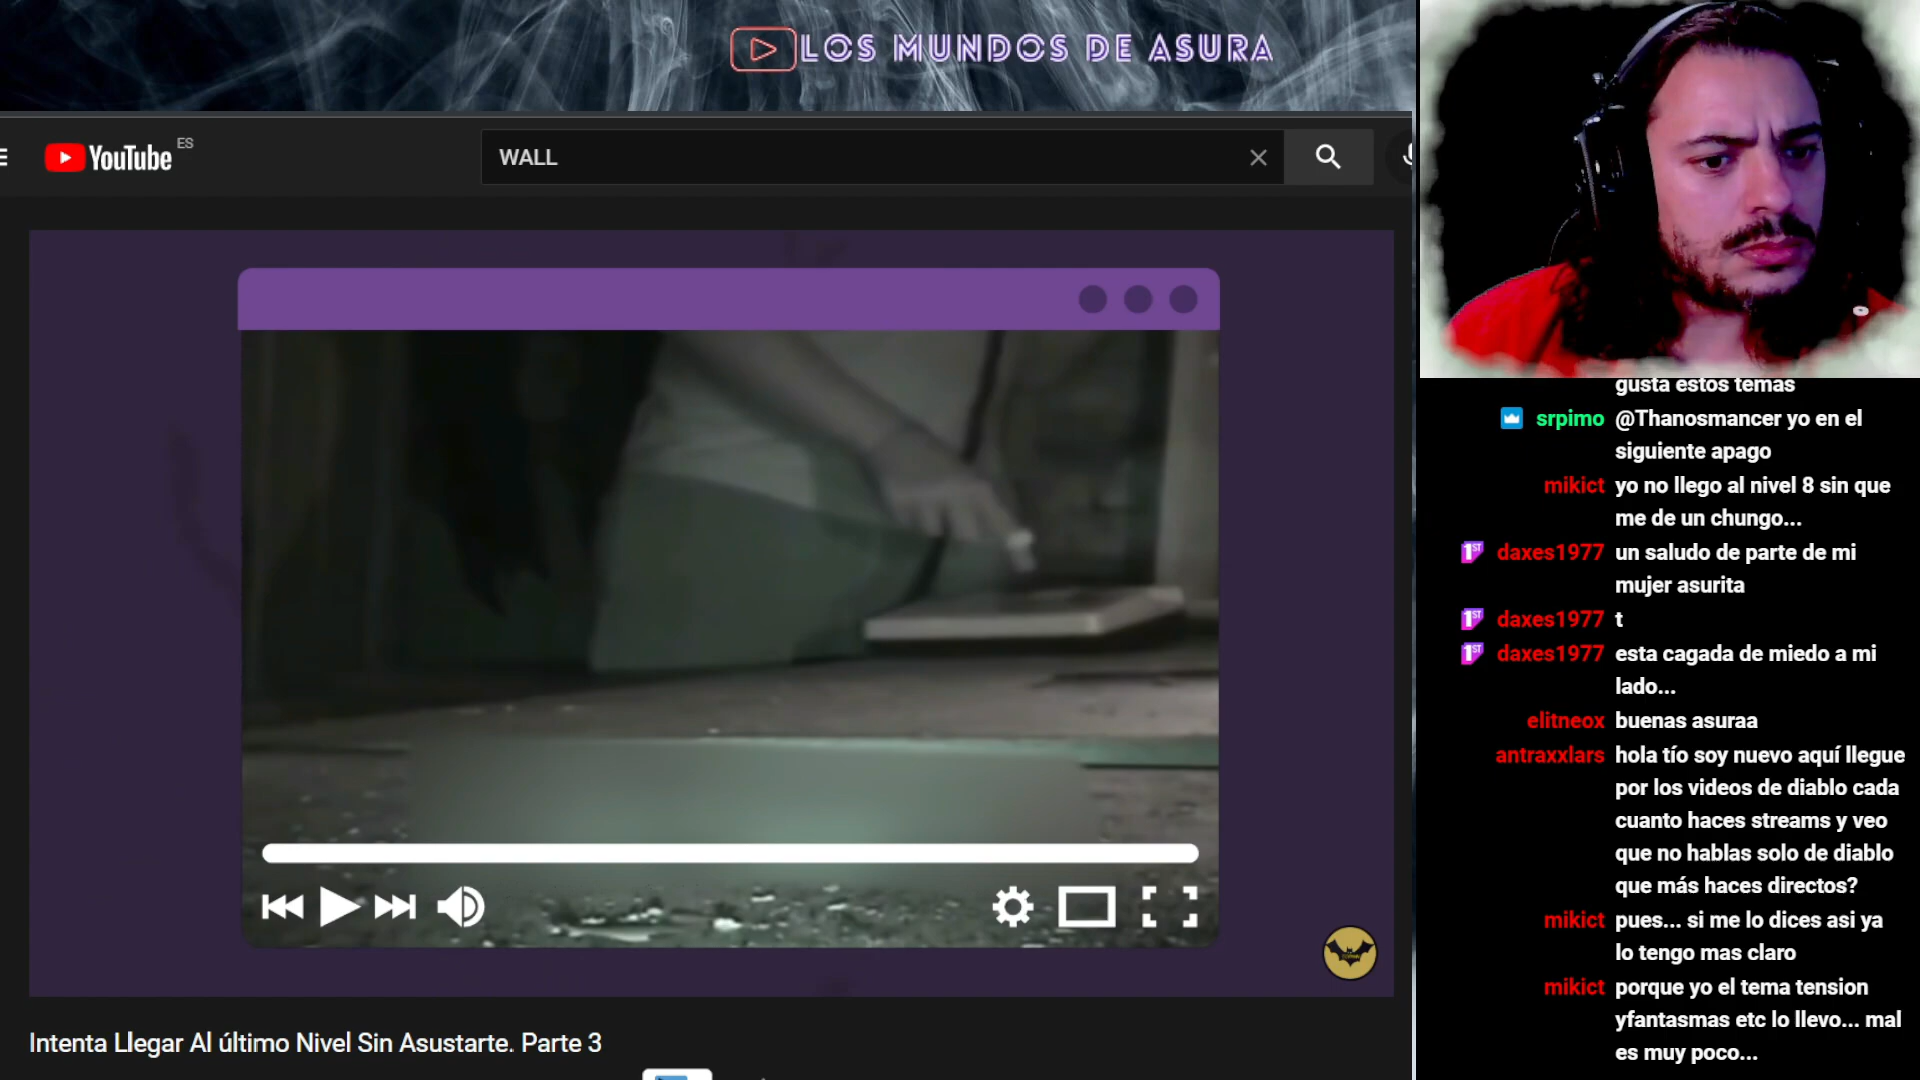 LOS MUNDOS DE ASURA
YouTube ES
WALL
Intenta Llegar Al último Nivel Sin Asustarte. Parte 3
gusta estos temas
srpimo @Thanosmancer yo en el
siguiente apago
mikict yo no llego al nivel 8 sin que
me de un chungo...
1ST daxes1977 un saludo de parte de mi
mujer asurita
1ST daxes1977 t
1ST daxes1977 esta cagada de miedo a mi
lado...
elitneox buenas asuraa
antraxxlars hola tío soy nuevo aquí llegue
por los videos de diablo cada
cuanto haces streams y veo
que no hablas solo de diablo
que más haces directos?
mikict pues... si me lo dices asi ya
lo tengo mas claro
mikict porque yo el tema tension
yfantasmas etc lo llevo... mal
es muy poco...